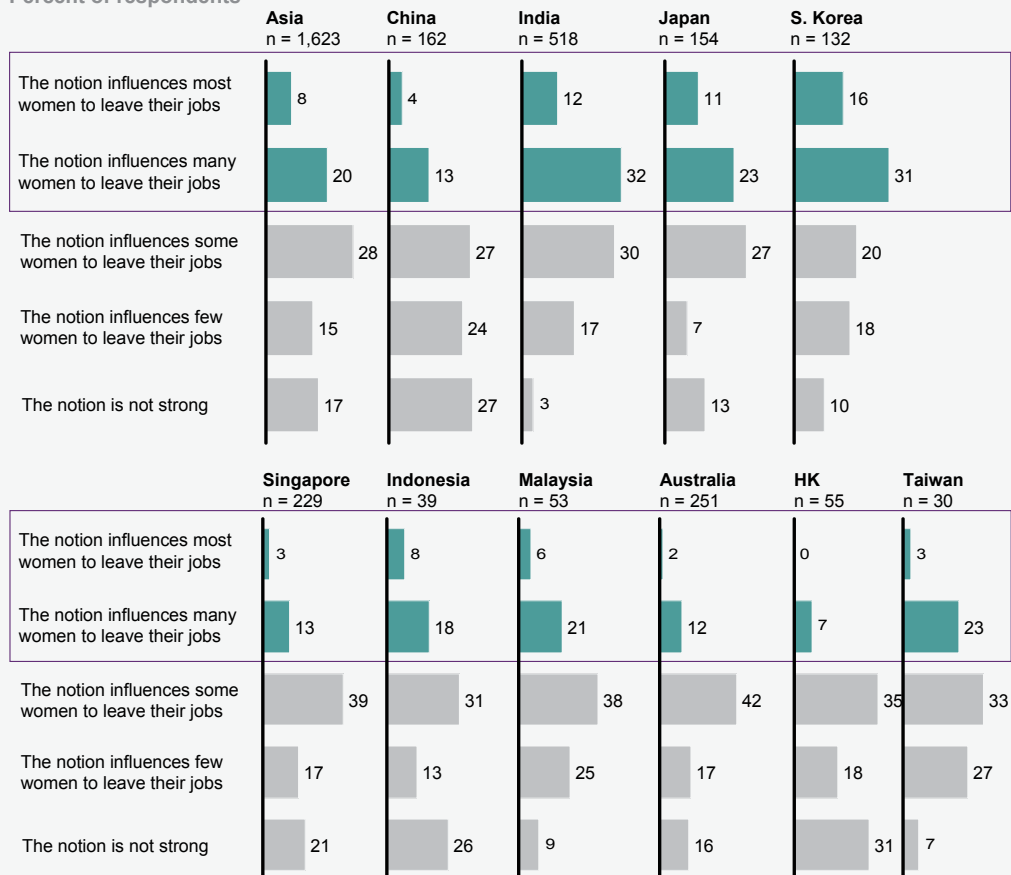 Percent of respondents
Asia China India Japan S. Korea
n = 1,623 n = 162 n = 518 n = 154 n = 132
The notion influences most
women to leave their jobs
8 4 12 11 16
The notion influences many
women to leave their jobs
20 13 32 23 31
The notion influences some
women to leave their jobs
28 27 30 27 20
The notion influences few
women to leave their jobs
15 24 17 7 18
The notion is not strong
17 27 3 13 10
Singapore Indonesia Malaysia Australia HK Taiwan
n = 229 n = 39 n = 53 n = 251 n = 55 n = 30
The notion influences most
women to leave their jobs
3 8 6 2 0 3
The notion influences many
women to leave their jobs
13 18 21 12 7 23
The notion influences some
women to leave their jobs
39 31 38 42 35 33
The notion influences few
women to leave their jobs
17 13 25 17 18 27
The notion is not strong
21 26 9 16 31 7